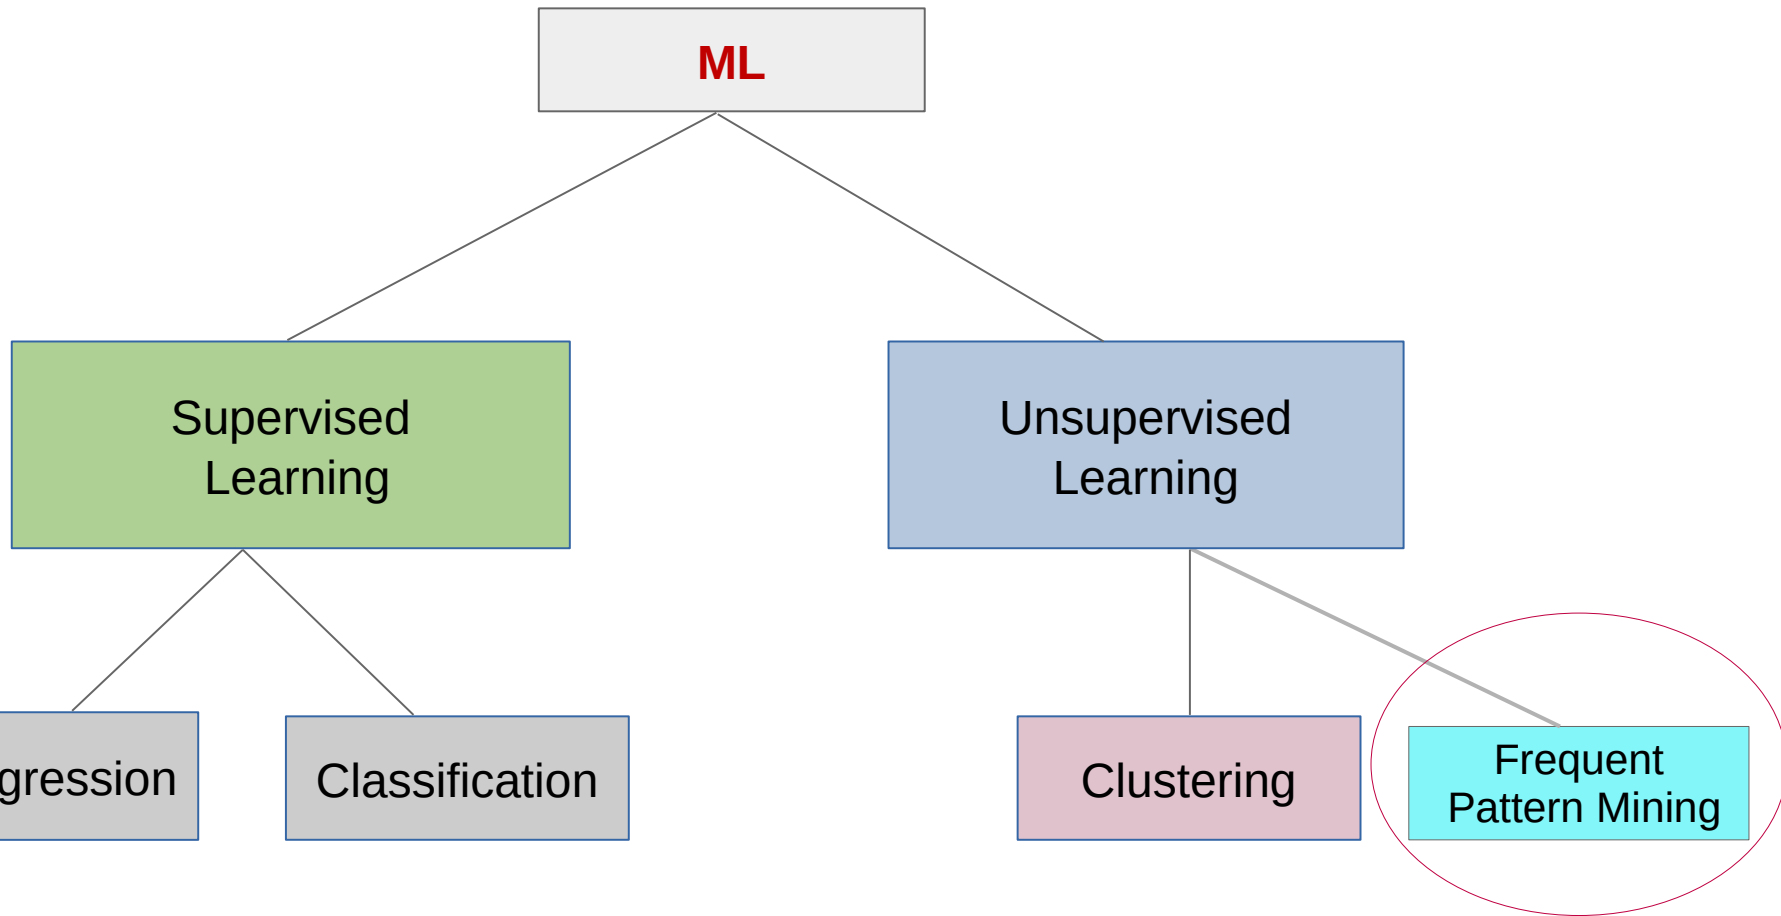 ML
Supervised
Learning
Unsupervised
Learning
gression
Classification
Clustering
Frequent
Pattern Mining